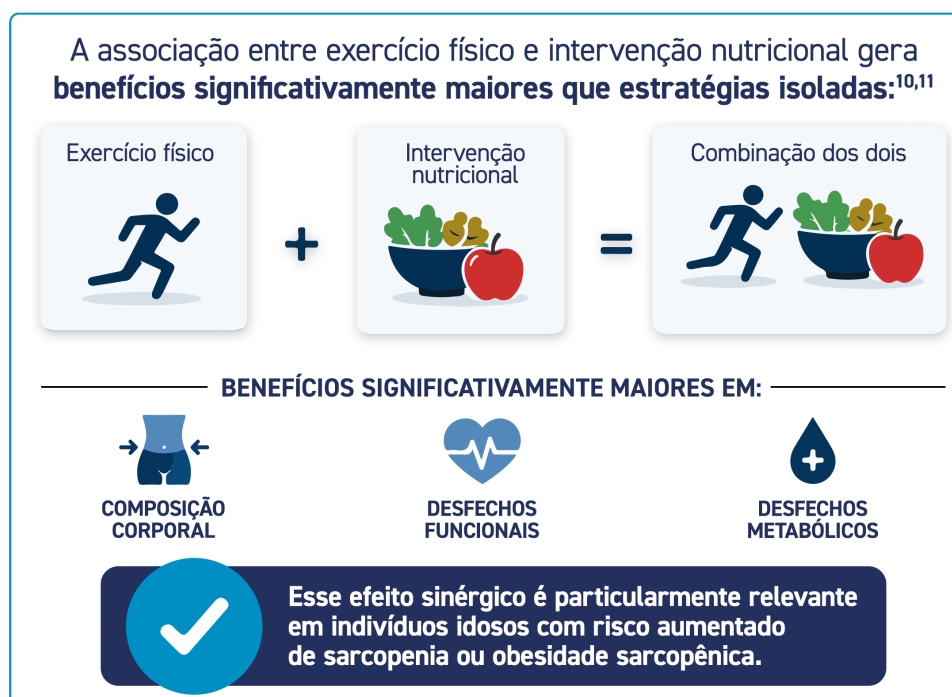 A associação entre exercício físico e intervenção nutricional gera
benefícios significativamente maiores que estratégias isoladas:10,11
Exercício físico
+
Intervenção
nutricional
=
Combinação dos dois
BENEFÍCIOS SIGNIFICATIVAMENTE MAIORES EM:
COMPOSIÇÃO
CORPORAL
DESFECHOS
FUNCIONAIS
DESFECHOS
METABÓLICOS
Esse efeito sinérgico é particularmente relevante
em indivíduos idosos com risco aumentado
de sarcopenia ou obesidade sarcopênica.